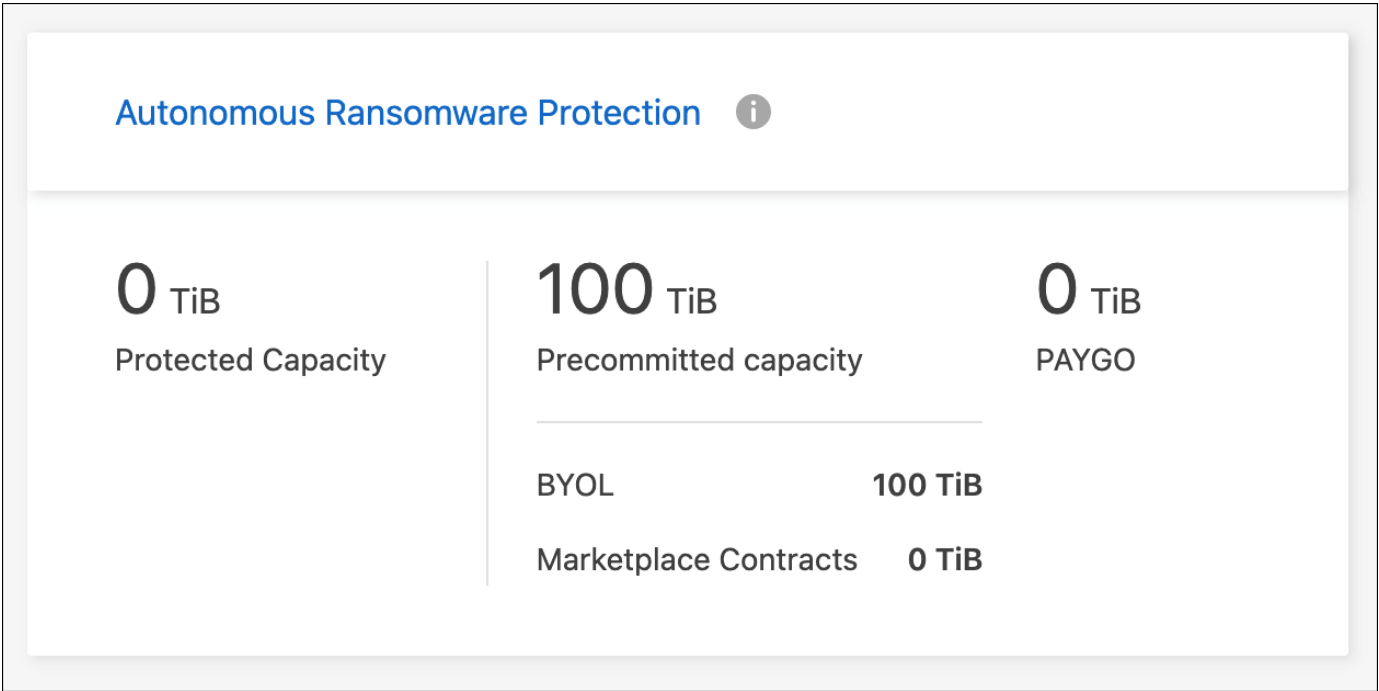 Autonomous Ransomware Protection
0 TiB
Protected Capacity
100 TiB
Precommitted capacity
BYOL 100 TiB
Marketplace Contracts 0 TiB
0 TiB
PAYGO